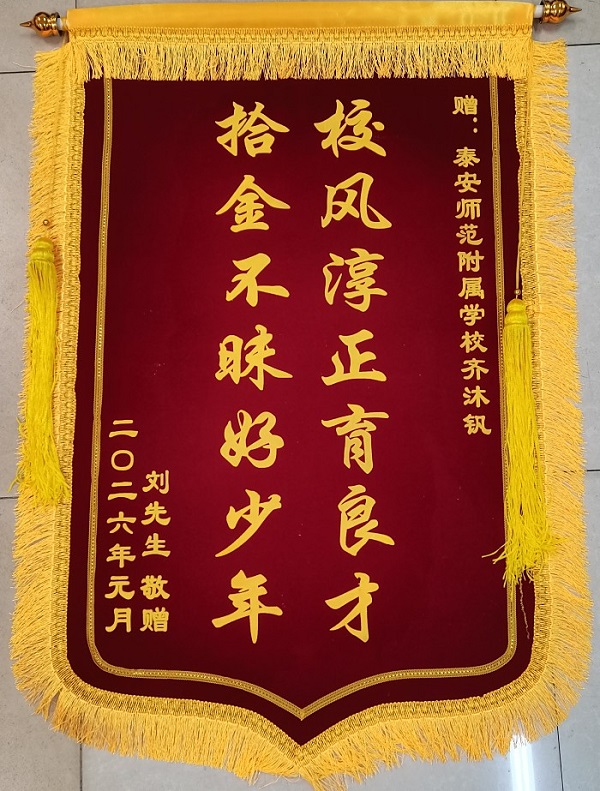 赠：泰安师范附属学校齐沐钒
校风淳正育良才
拾金不昧好少年
刘先生 敬赠
二〇二六年元月